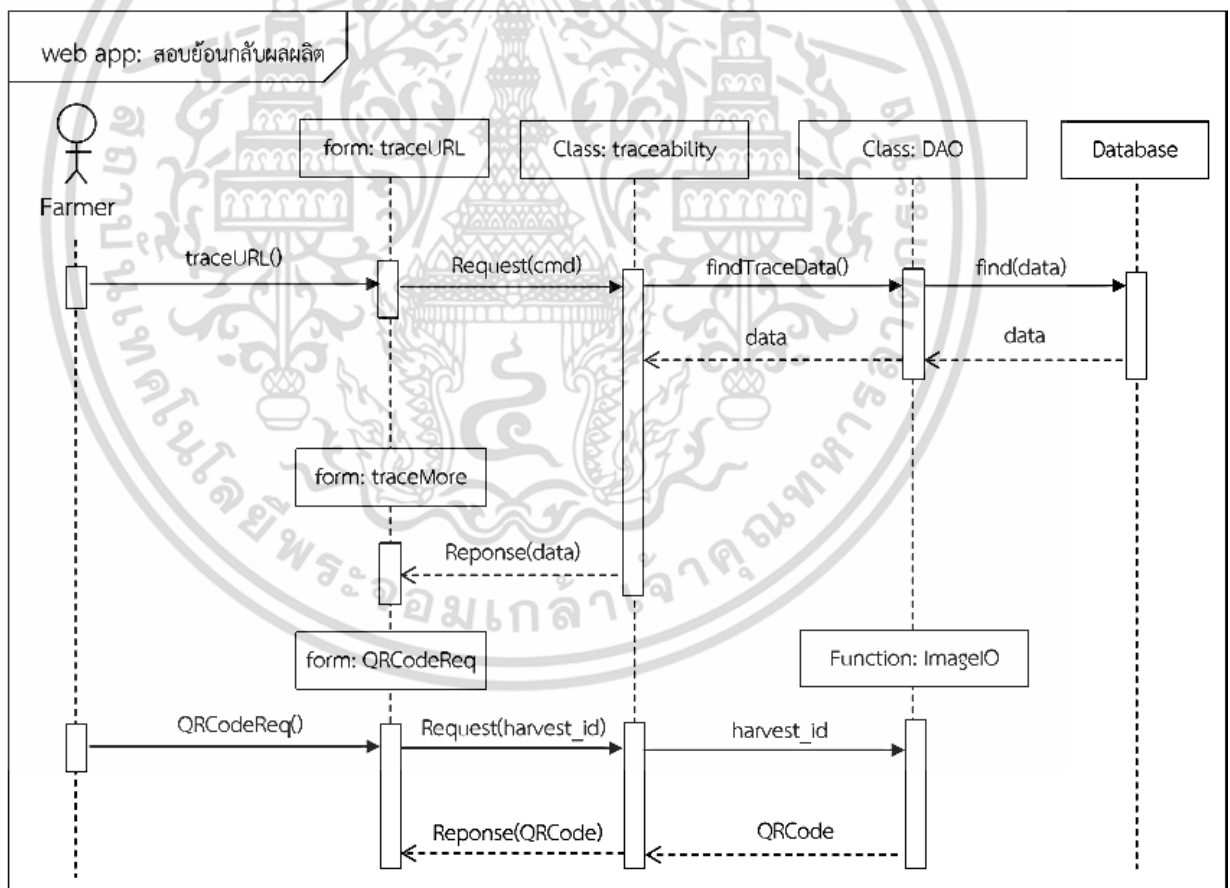 web app: สอบย้อนกลับผลผลิต
Farmer
form: traceURL
Class: traceability
Class: DAO
Database
traceURL()
Request(cmd)
findTraceData()
find(data)
data
data
form: traceMore
Reponse(data)
form: QRCodeReq
Function: ImageIO
QRCodeReq()
Request(harvest_id)
harvest_id
Reponse(QRCode)
QRCode